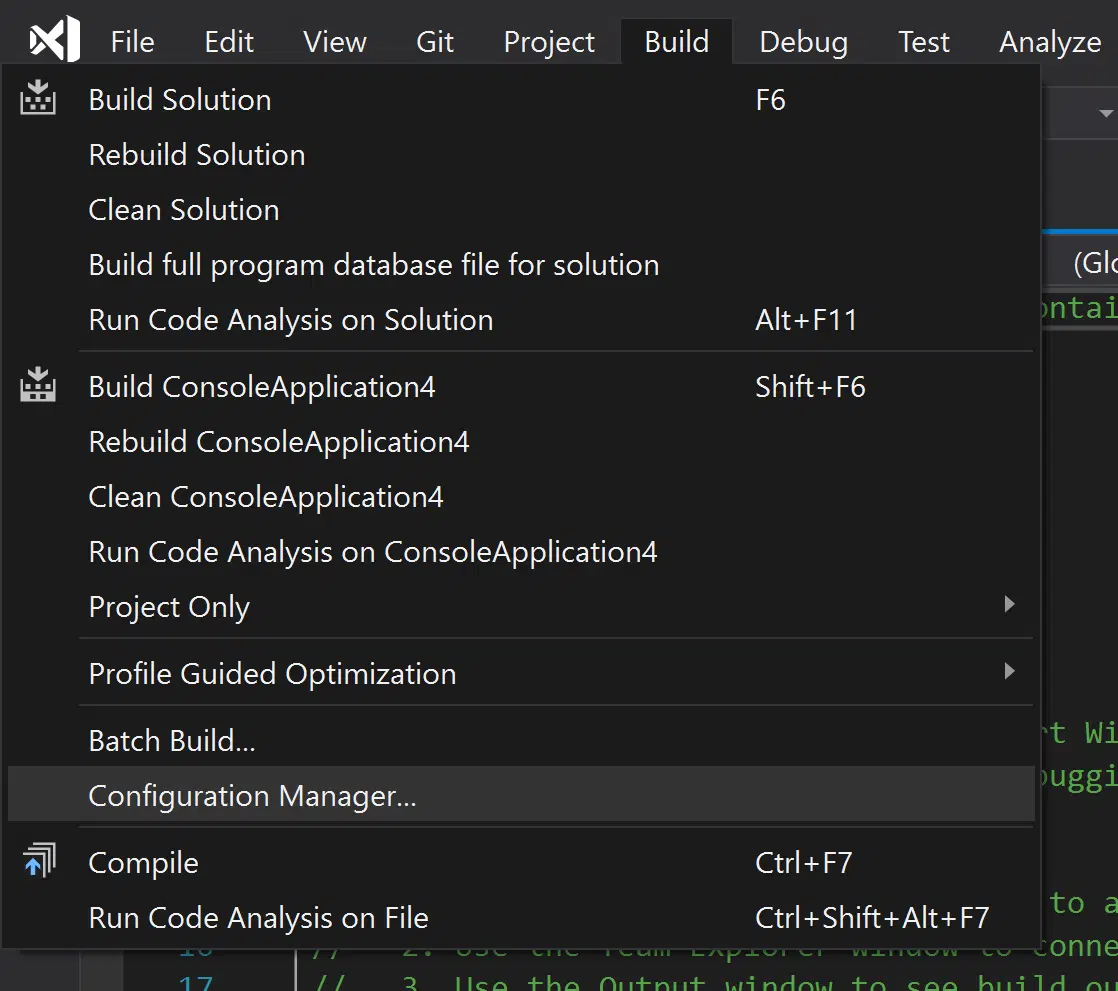 File Edit View Git Project Build Debug Test Analyze
Build Solution F6
Rebuild Solution
Clean Solution
Build full program database file for solution
(Glo
Run Code Analysis on Solution Alt+F11
ontai
Build ConsoleApplication4 Shift+F6
Rebuild ConsoleApplication4
Clean ConsoleApplication4
Run Code Analysis on ConsoleApplication4
Project Only
Profile Guided Optimization
Batch Build...
rt Wi
Configuration Manager...
buggi
Compile Ctrl+F7
Run Code Analysis on File Ctrl+Shift+Alt+F7
to a
16 // 2. Use the Team Explorer window to conne
17 // 3. Use the Output window to see build ou